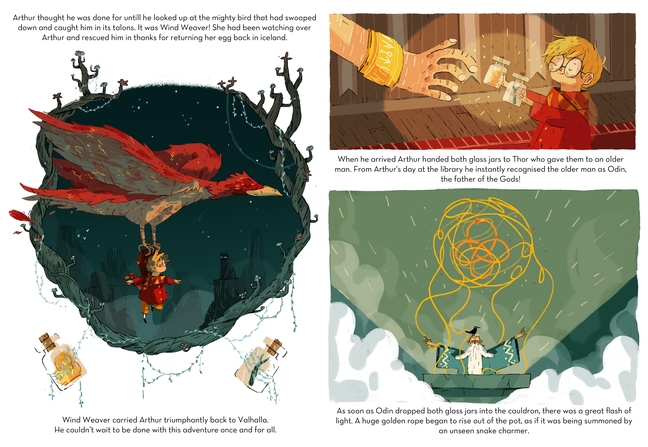 Arthur thought he was done for untill he looked up at the mighty bird that had swooped
down and caught him in its talons. It was Wind Weaver! She had been watching over
Arthur and rescued him in thanks for returning her egg back in iceland.
Wind Weaver carried Arthur triumphantly back to Valhalla.
He couldn't wait to be done with this adventure once and for all.
When he arrived Arthur handed both glass jars to Thor who gave them to an older
man. From Arthur's day at the library he instantly recognised the older man as Odin,
the father of the Gods!
As soon as Odin dropped both glass jars into the cauldron, there was a great flash of
light. A huge golden rope began to rise out of the pot, as if it was being summoned by
an unseen snake charmer.